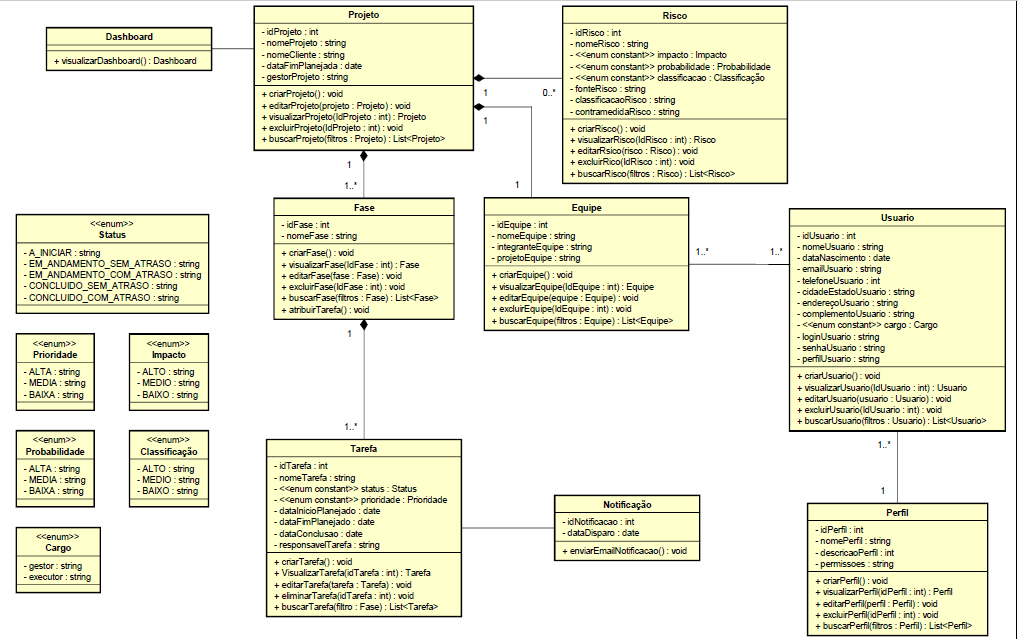 Dashboard
+ visualizarDashboard() : Dashboard
Projeto
- idProjeto : int
- nomeProjeto : string
- nomeCliente : string
- dataFimPlanejada : date
- gestorProjeto : string
+ criarProjeto() : void
+ editarProjeto(projeto : Projeto) : void
+ visualizarProjeto(IdProjeto : int) : Projeto
+ excluirProjeto(IdProjeto : int) : void
+ buscarProjeto(filtros : Projeto) : List<Projeto>
1
0..*
1
1
1
1..*
Risco
- idRisco : int
- nomeRisco : string
- <<enum constant>> impacto : Impacto
- <<enum constant>> probabilidade : Probabilidade
- <<enum constant>> classificacao : Classificação
- fonteRisco : string
- classificacaoRisco : string
- contramedidaRisco : string
+ criarRisco() : void
+ visualizarRisco(IdRisco : int) : Risco
+ editarRsico(risco : Risco) : void
+ excluirRico(IdRisco : int) : void
+ buscarRisco(filtros : Risco) : List<Risco>
Fase
- idFase : int
- nomeFase : string
+ criarFase() : void
+ visualizarFase(IdFase : int) : Fase
+ editarFase(fase : Fase) : void
+ excluirFase(IdFase : int) : void
+ buscarFase(filtros : Fase) : List<Fase>
+ atribuirTarefa() : void
1
1..*
Equipe
- idEquipe : int
- nomeEquipe : string
- integranteEquipe : string
- projetoEquipe : string
+ criarEquipe() : void
+ visualizarEquipe(IdEquipe : int) : Equipe
+ editarEquipe(equipe : Equipe) : void
+ excluirEquipe(IdEquipe : int) : void
+ buscarEquipe(filtros : Equipe) : List<Equipe>
1..*
1..*
Usuario
- idUsuario : int
- nomeUsuario : string
- dataNascimento : date
- emailUsuario : string
- telefoneUsuario : int
- cidadeEstadoUsuario : string
- endereçoUsuario : string
- complementoUsuario : string
- <<enum constant>> cargo : Cargo
- loginUsuario : string
- senhaUsuario : string
- perfilUsuario : string
+ criarUsuario() : void
+ visualizarUsuario(IdUsuario : int) : Usuario
+ editarUsuario(usuario : Usuario) : void
+ excluirUsuario(IdUsuario : int) : void
+ buscarUsuario(filtros : Usuario) : List<Usuario>
1..*
1
<<enum>>
Status
- A_INICIAR : string
- EM_ANDAMENTO_SEM_ATRASO : string
- EM_ANDAMENTO_COM_ATRASO : string
- CONCLUIDO_SEM_ATRASO : string
- CONCLUIDO_COM_ATRASO : string
<<enum>>
Prioridade
- ALTA : string
- MEDIA : string
- BAIXA : string
<<enum>>
Impacto
- ALTO : string
- MEDIO : string
- BAIXO : string
<<enum>>
Probabilidade
- ALTA : string
- MEDIA : string
- BAIXA : string
<<enum>>
Classificação
- ALTO : string
- MEDIO : string
- BAIXO : string
<<enum>>
Cargo
- gestor : string
- executor : string
Tarefa
- idTarefa : int
- nomeTarefa : string
- <<enum constant>> status : Status
- <<enum constant>> prioridade : Prioridade
- dataInicioPlanejado : date
- dataFimPlanejado : date
- dataConclusao : date
- responsavelTarefa : string
+ criarTarefa() : void
+ VisualizarTarefa(idTarefa : int) : Tarefa
+ editarTarefa(tarefa : Tarefa) : void
+ eliminarTarefa(idTarefa : int) : void
+ buscarTarefa(filtro : Fase) : List<Tarefa>
Notificação
- idNotificacao : int
- dataDisparo : date
+ enviarEmailNotificacao() : void
Perfil
- idPerfil : int
- nomePerfil : string
- descricaoPerfil : int
- permissoes : string
+ criarPerfil() : void
+ visualizarPerfil(idPerfil : int) : Perfil
+ editarPerfil(perfil : Perfil) : void
+ excluirPerfil(idPerfil : int) : void
+ buscarPerfil(filtros : Perfil) : List<Perfil>